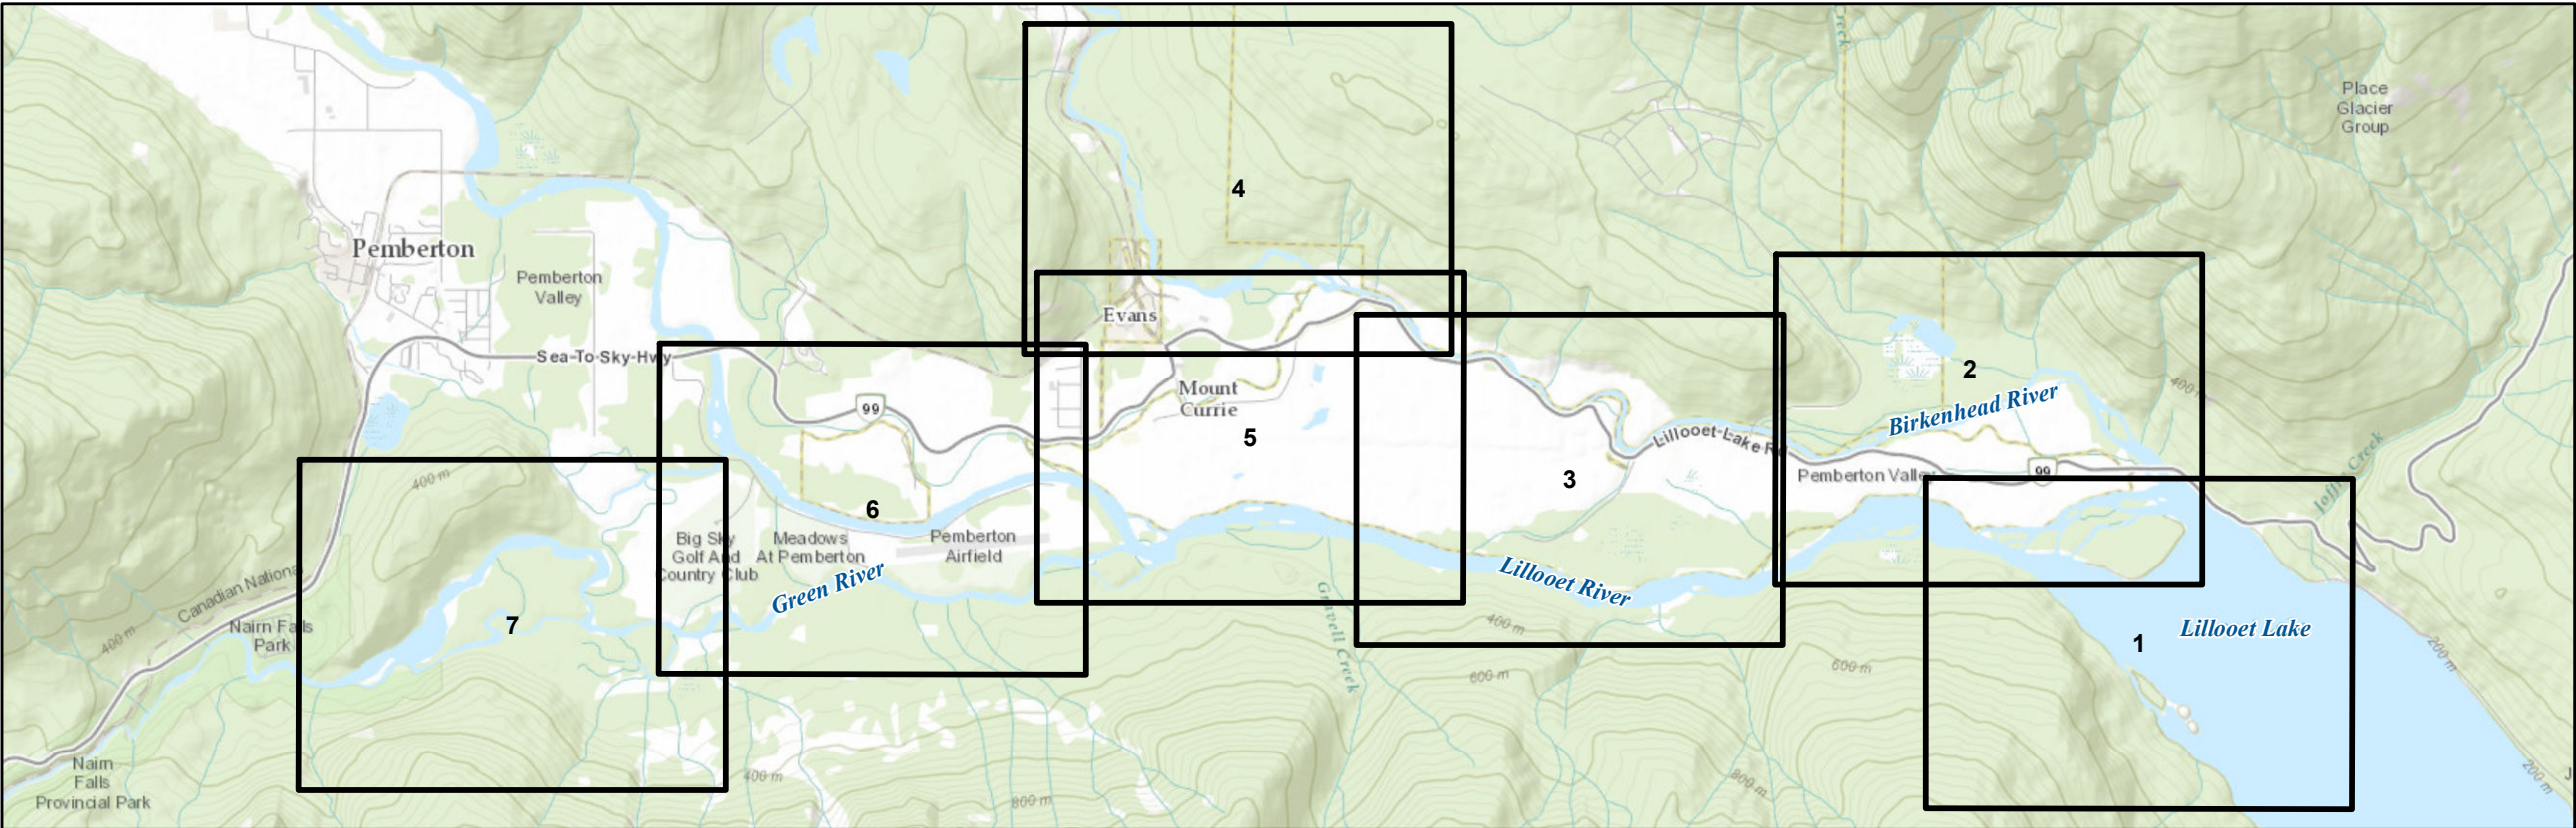 Creek
Place
Glacier
Group
4
Pemberton
Pemberton
Valley
Evans
Sea-To-Sky-Hwy
Mount
Currie
99
2
400 m
Birkenhead River
5
Lillooet-Lake R
Joffre Creek
Pemberton Valle
99
3
400 m
6
Big Sky
Golf And
Country Club
Meadows
At Pemberton
Pemberton
Airfield
Green River
Lillooet River
Canadian National
Gravell Creek
Nairn Falls
Park
7
400 m
400 m
Lillooet Lake
1
200 m
600 m
600 m
Nairn
Falls
Provincial Park
400 m
800 m
800 m
200 m
J